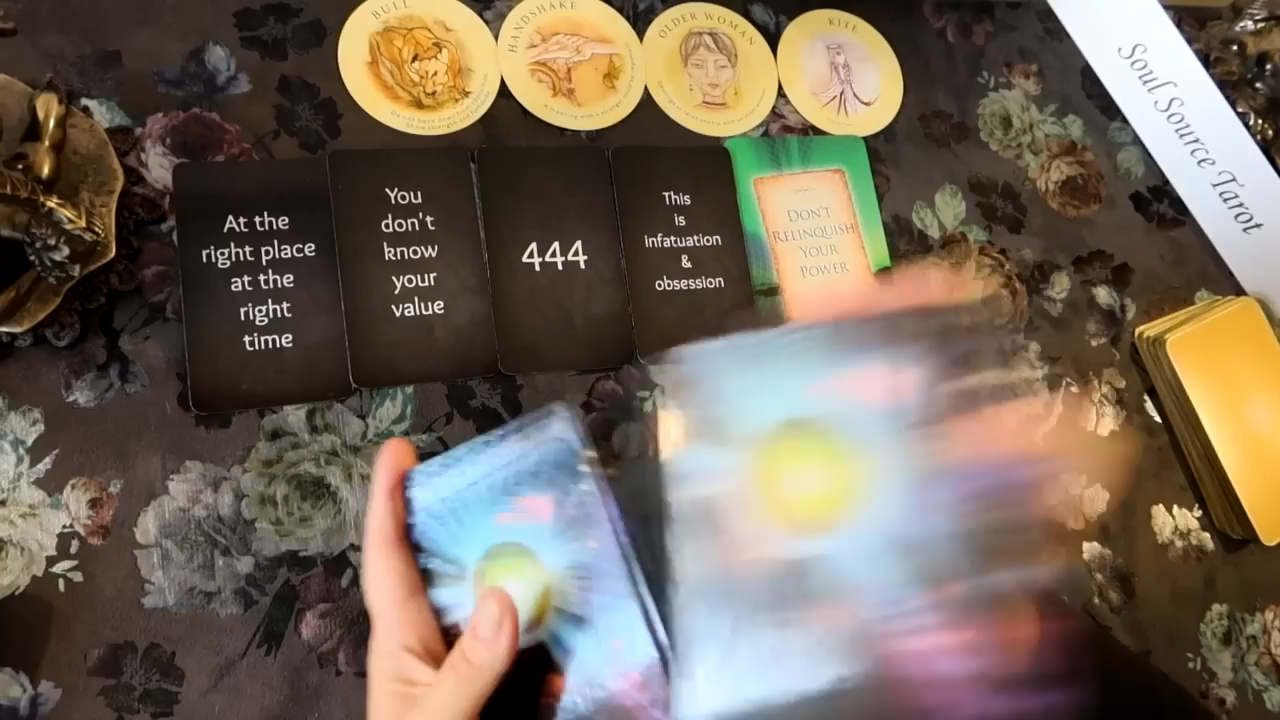 BULL
HANDSHAKE
OLDER WOMAN
KITE
Soul Source Tarot
At the
right place
at the
right
time
You
don't
know
your
value
444
This
is
infatuation
&
obsession
DON'T
RELINQUISH
YOUR
POWER